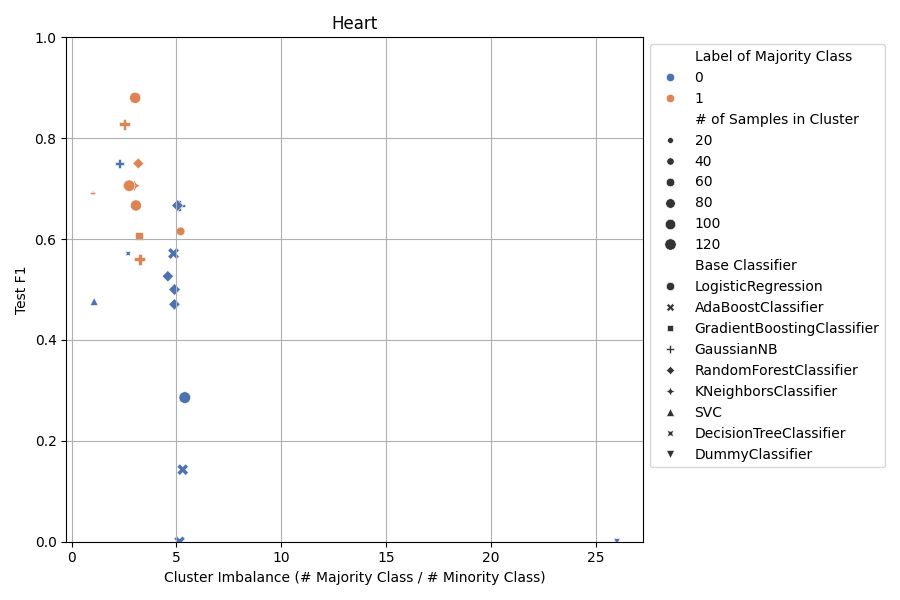 Heart
1.0
0.8
0.6
0.4
0.2
0.0
Test F1
0
5
10
15
20
25
Cluster Imbalance (# Majority Class / # Minority Class)
Label of Majority Class
0
1
# of Samples in Cluster
20
40
60
80
100
120
Base Classifier
LogisticRegression
AdaBoostClassifier
GradientBoostingClassifier
GaussianNB
RandomForestClassifier
KNeighborsClassifier
SVC
DecisionTreeClassifier
DummyClassifier